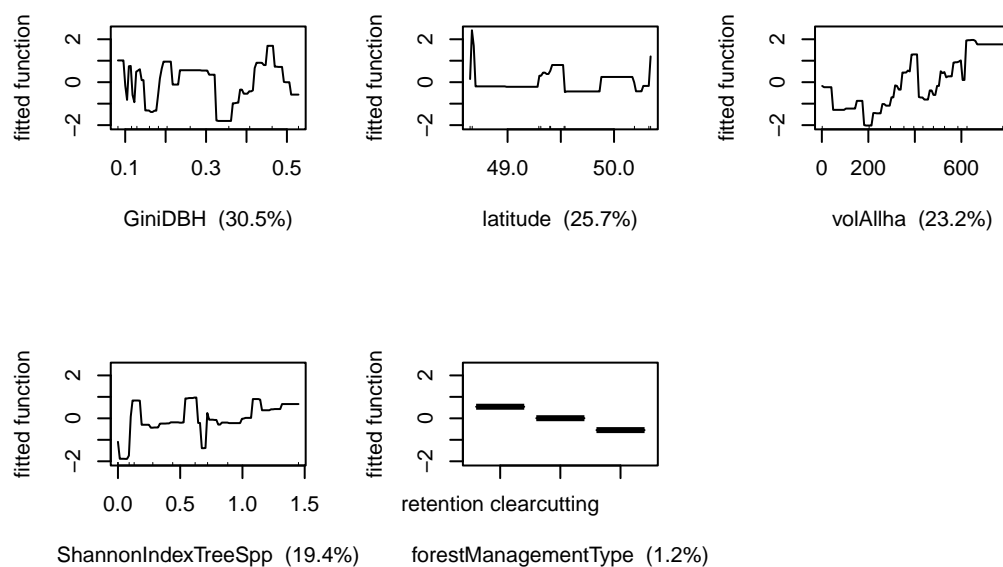 fitted function
2
0
-2
0.1
0.3
0.5
GiniDBH (30.5%)
fitted function
2
0
-2
49.0
50.0
latitude (25.7%)
fitted function
2
0
-2
0
200
600
volAllha (23.2%)
fitted function
2
0
-2
0.0
0.5
1.0
1.5
ShannonIndexTreeSpp (19.4%)
fitted function
2
0
-2
retention clearcutting
forestManagementType (1.2%)